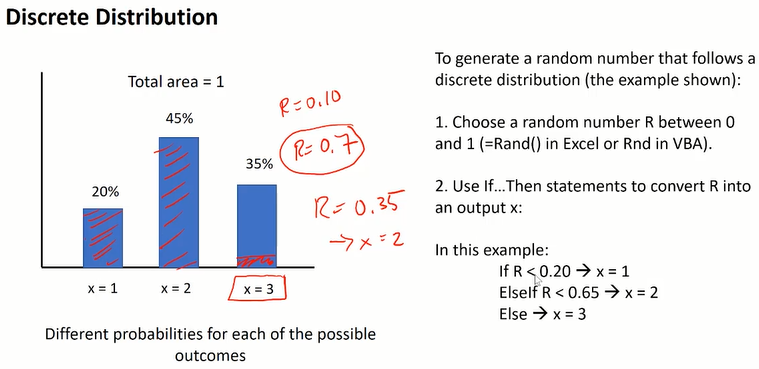 Discrete Distribution
Total area = 1
20%
45%
35%
x = 1
x = 2
x = 3
R=0.10
R=0.7
R=0.35
→x=2
Different probabilities for each of the possible
outcomes
To generate a random number that follows a
discrete distribution (the example shown):
1. Choose a random number R between 0
and 1 (=Rand() in Excel or Rnd in VBA).
2. Use If...Then statements to convert R into
an output x:
In this example:
If R < 0.20 → x = 1
ElseIf R < 0.65 → x = 2
Else → x = 3